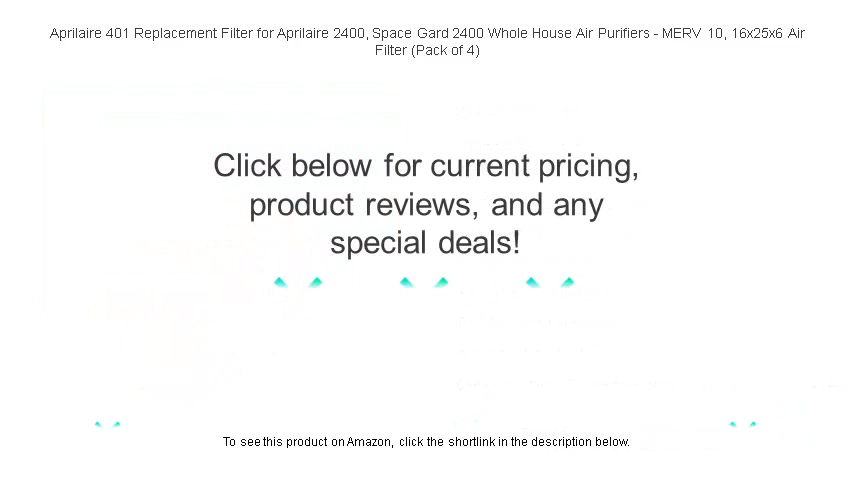 Aprilaire 401 Replacement Filter for Aprilaire 2400, Space Gard 2400 Whole House Air Purifiers - MERV 10, 16x25x6 Air
Filter (Pack of 4)
Click below for current pricing,
product reviews, and any
special deals!
To see this product on Amazon, click the shortlink in the description below.